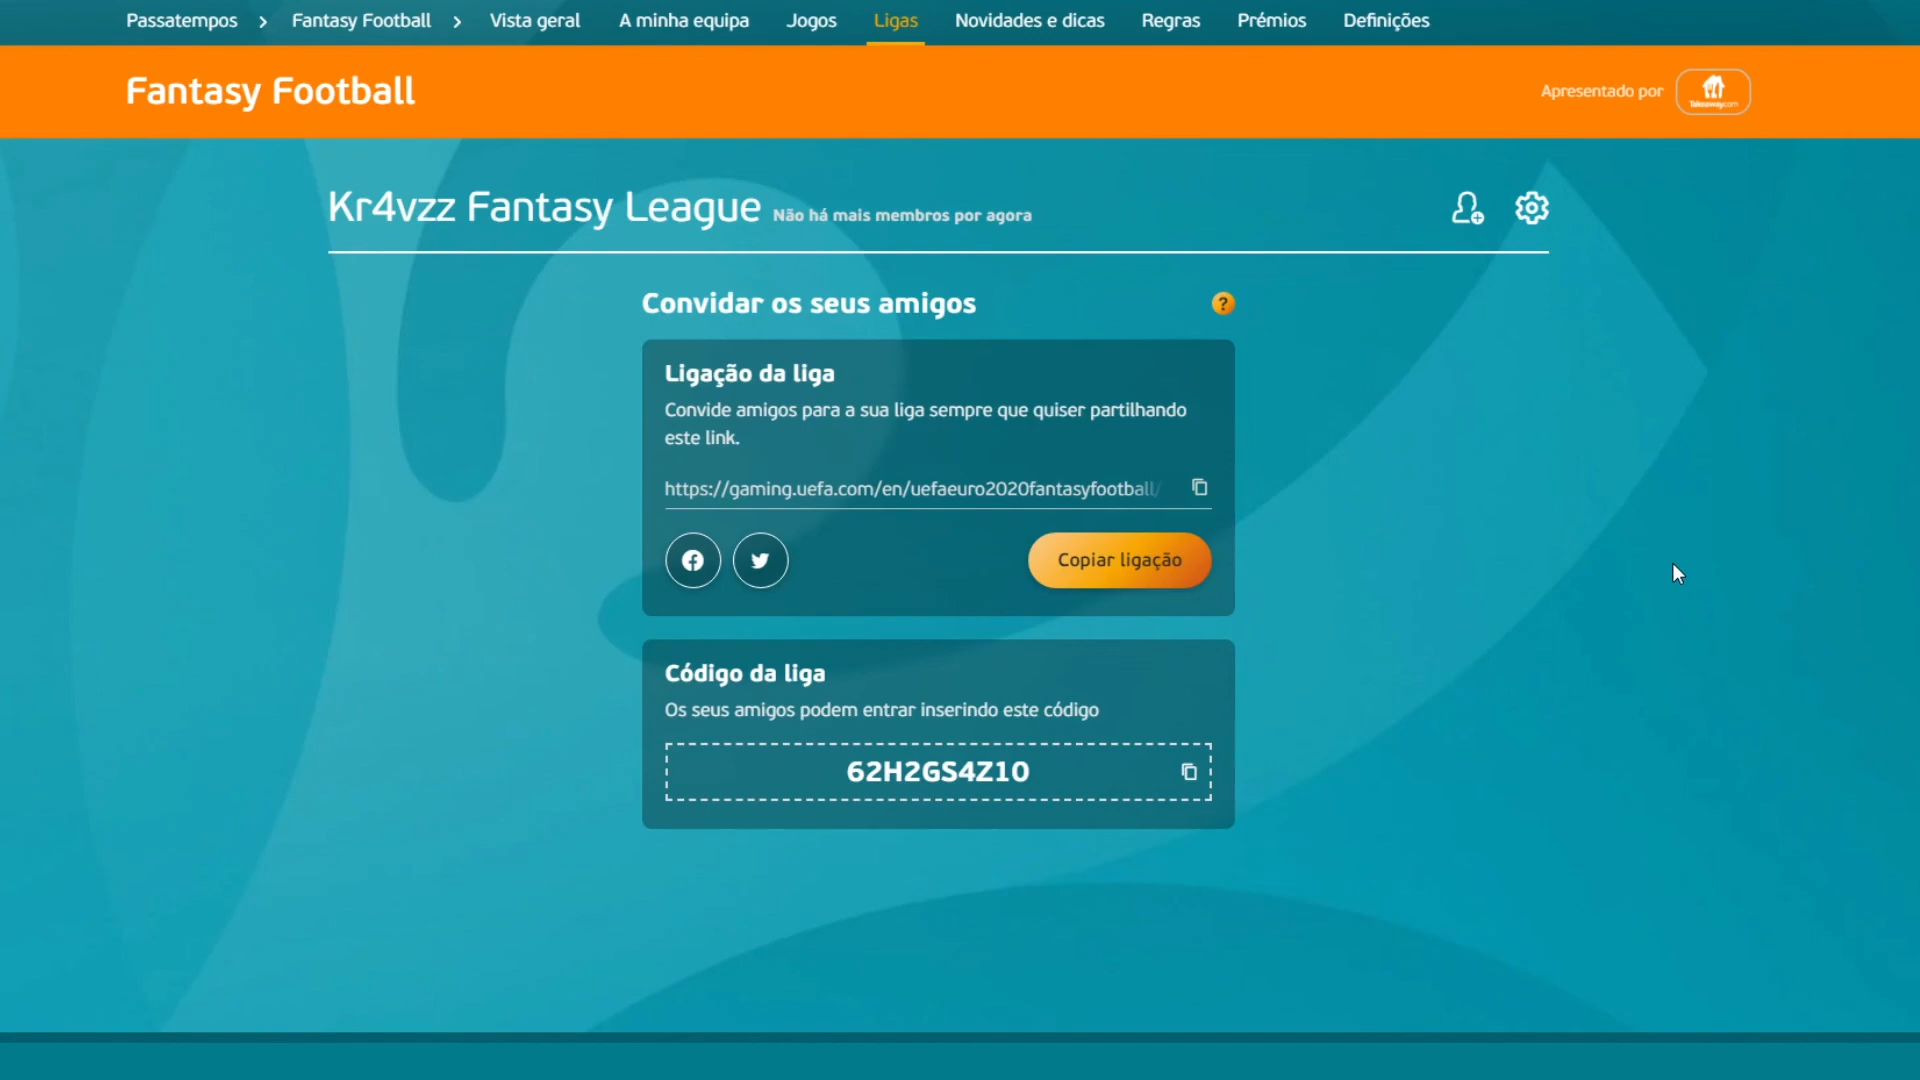 Passatempos
Fantasy Football
Vista geral
A minha equipa
Jogos
Ligas
Novidades e dicas
Regras
Prémios
Definições
Fantasy Football
Apresentado por
Takeaway.com
Kr4vzz Fantasy League
Não há mais membros por agora
Convidar os seus amigos
?
Ligação da liga
Convide amigos para a sua liga sempre que quiser partilhando
este link.
https://gaming.uefa.com/en/uefaeuro2020fantasyfootball/
Copiar ligação
Código da liga
Os seus amigos podem entrar inserindo este código
62H2GS4Z10